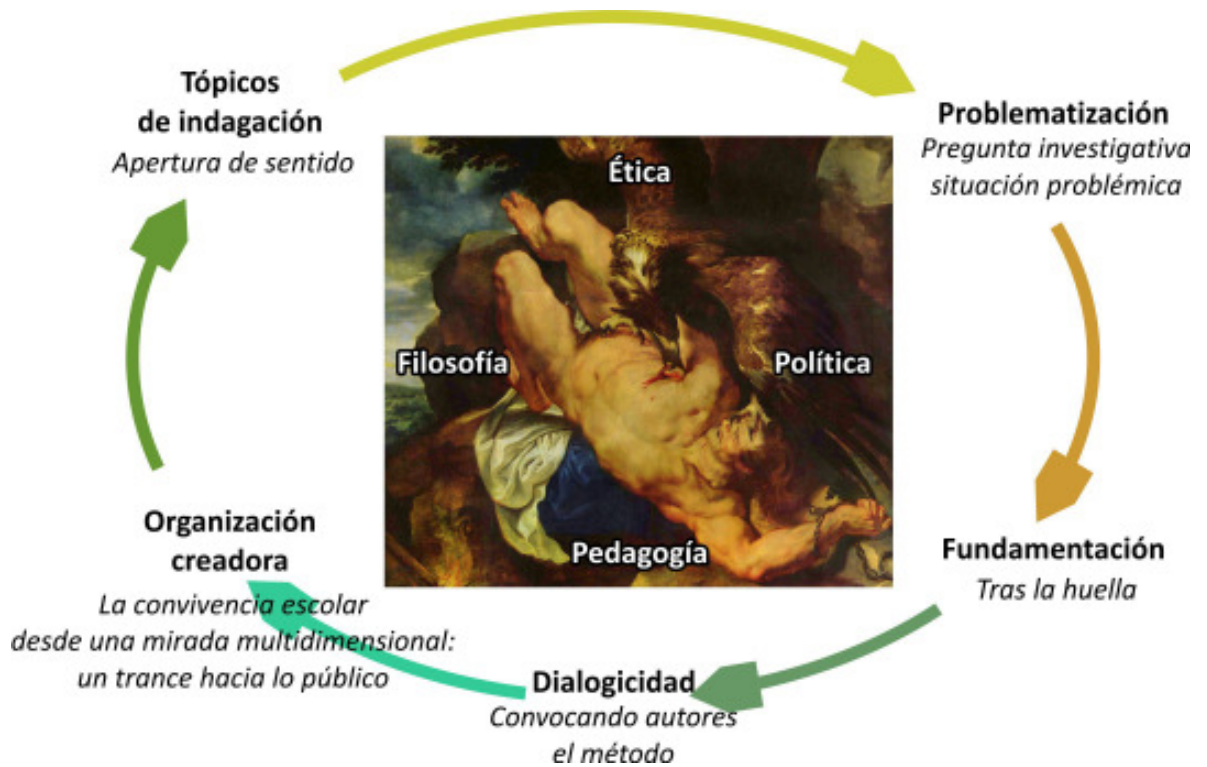 Tópicos
de indagación
Apertura de sentido
Problematización
Pregunta investigativa
situación problémica
Ética
Filosofía
Política
Pedagogía
Fundamentación
Tras la huella
Dialogicidad
Convocando autores
el método
Organización
creadora
La convivencia escolar
desde una mirada multidimensional:
un trance hacia lo público